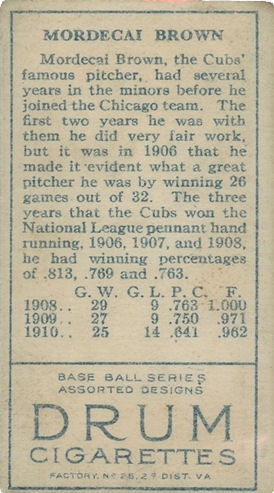 MORDECAI BROWN
Mordecai Brown, the Cubs'
famous pitcher, had several
years in the minors before he
joined the Chicago team. The
first two years he was with
them he did very fair work,
but it was in 1906 that he
made it evident what a great
pitcher he was by winning 26
games out of 32. The three
years that the Cubs won the
National League pennant hand
running, 1906, 1907, and 1908,
he had winning percentages
of .813, .769 and .763.
G. W. G. L. P. C. F.
1908.. 29 9 .763 1.000
1909.. 27 9 .750 .971
1910.. 25 14 .641 .962
BASE BALL SERIES
ASSORTED DESIGNS
DRUM
CIGARETTES
FACTORY, No 25, 2d DIST. VA